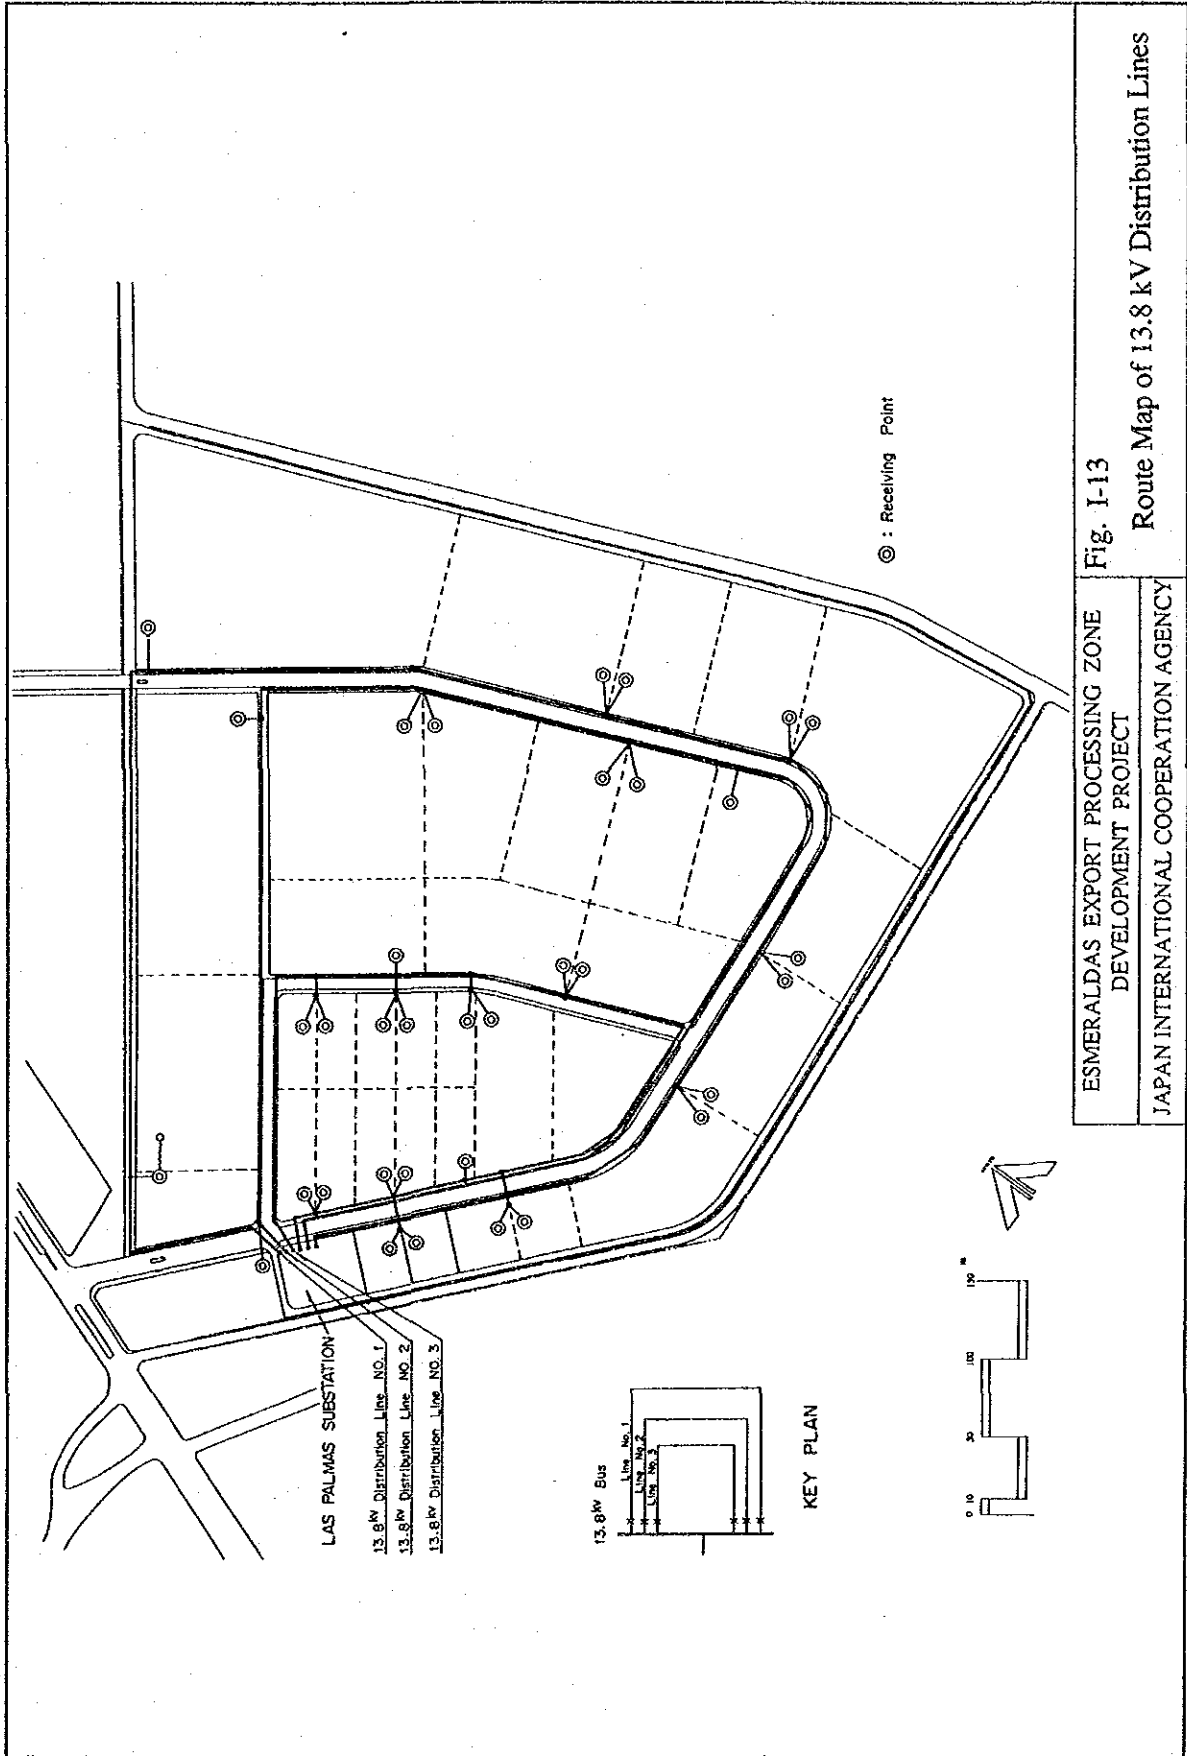 LAS PALMAS SUBSTATION
13.8kV Distribution Line NO. 1
13.8kV Distribution Line NO. 2
13.8kV Distribution Line NO. 3
◎ : Receiving Point
13.8kV Bus
Line No. 1
Line No. 2
Line No. 3
KEY PLAN
0 10 50 100 150 m
ESMERALDAS EXPORT PROCESSING ZONE
DEVELOPMENT PROJECT
JAPAN INTERNATIONAL COOPERATION AGENCY
Fig. I-13
Route Map of 13.8 kV Distribution Lines